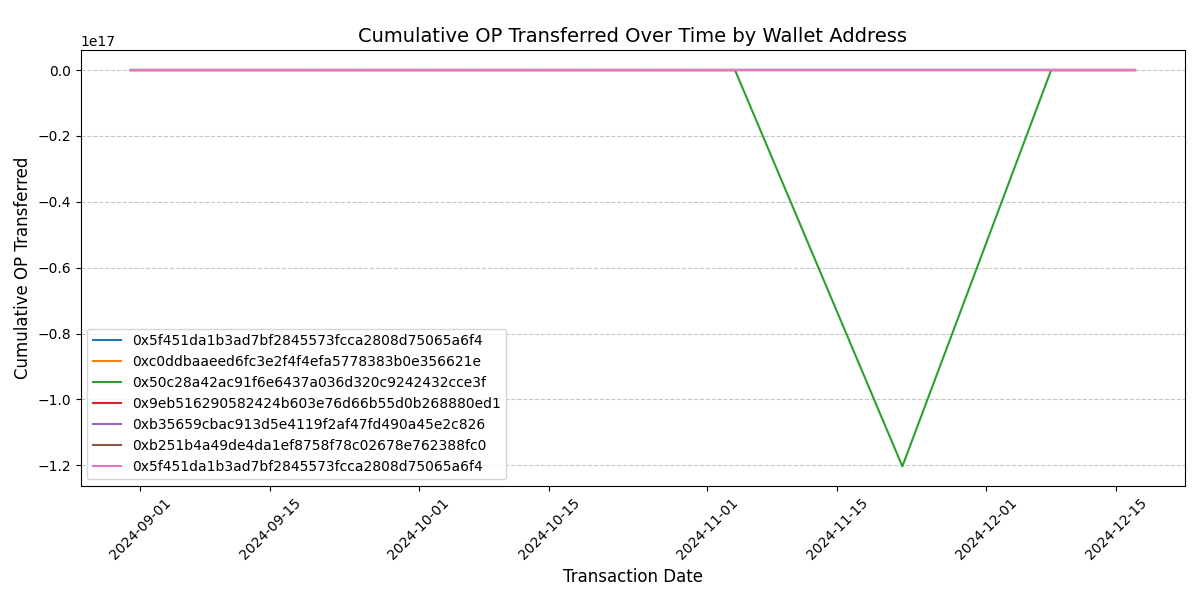 Cumulative OP Transferred Over Time by Wallet Address
1e17
0.0
−0.2
−0.4
−0.6
−0.8
−1.0
−1.2
Cumulative OP Transferred
0x5f451da1b3ad7bf2845573fcca2808d75065a6f4
0xc0ddbaaeed6fc3e2f4f4efa5778383b0e356621e
0x50c28a42ac91f6e6437a036d320c9242432cce3f
0x9eb516290582424b603e76d66b55d0b268880ed1
0xb35659cbac913d5e4119f2af47fd490a45e2c826
0xb251b4a49de4da1ef8758f78c02678e762388fc0
0x5f451da1b3ad7bf2845573fcca2808d75065a6f4
2024-09-01
2024-09-15
2024-10-01
2024-10-15
2024-11-01
2024-11-15
2024-12-01
2024-12-15
Transaction Date